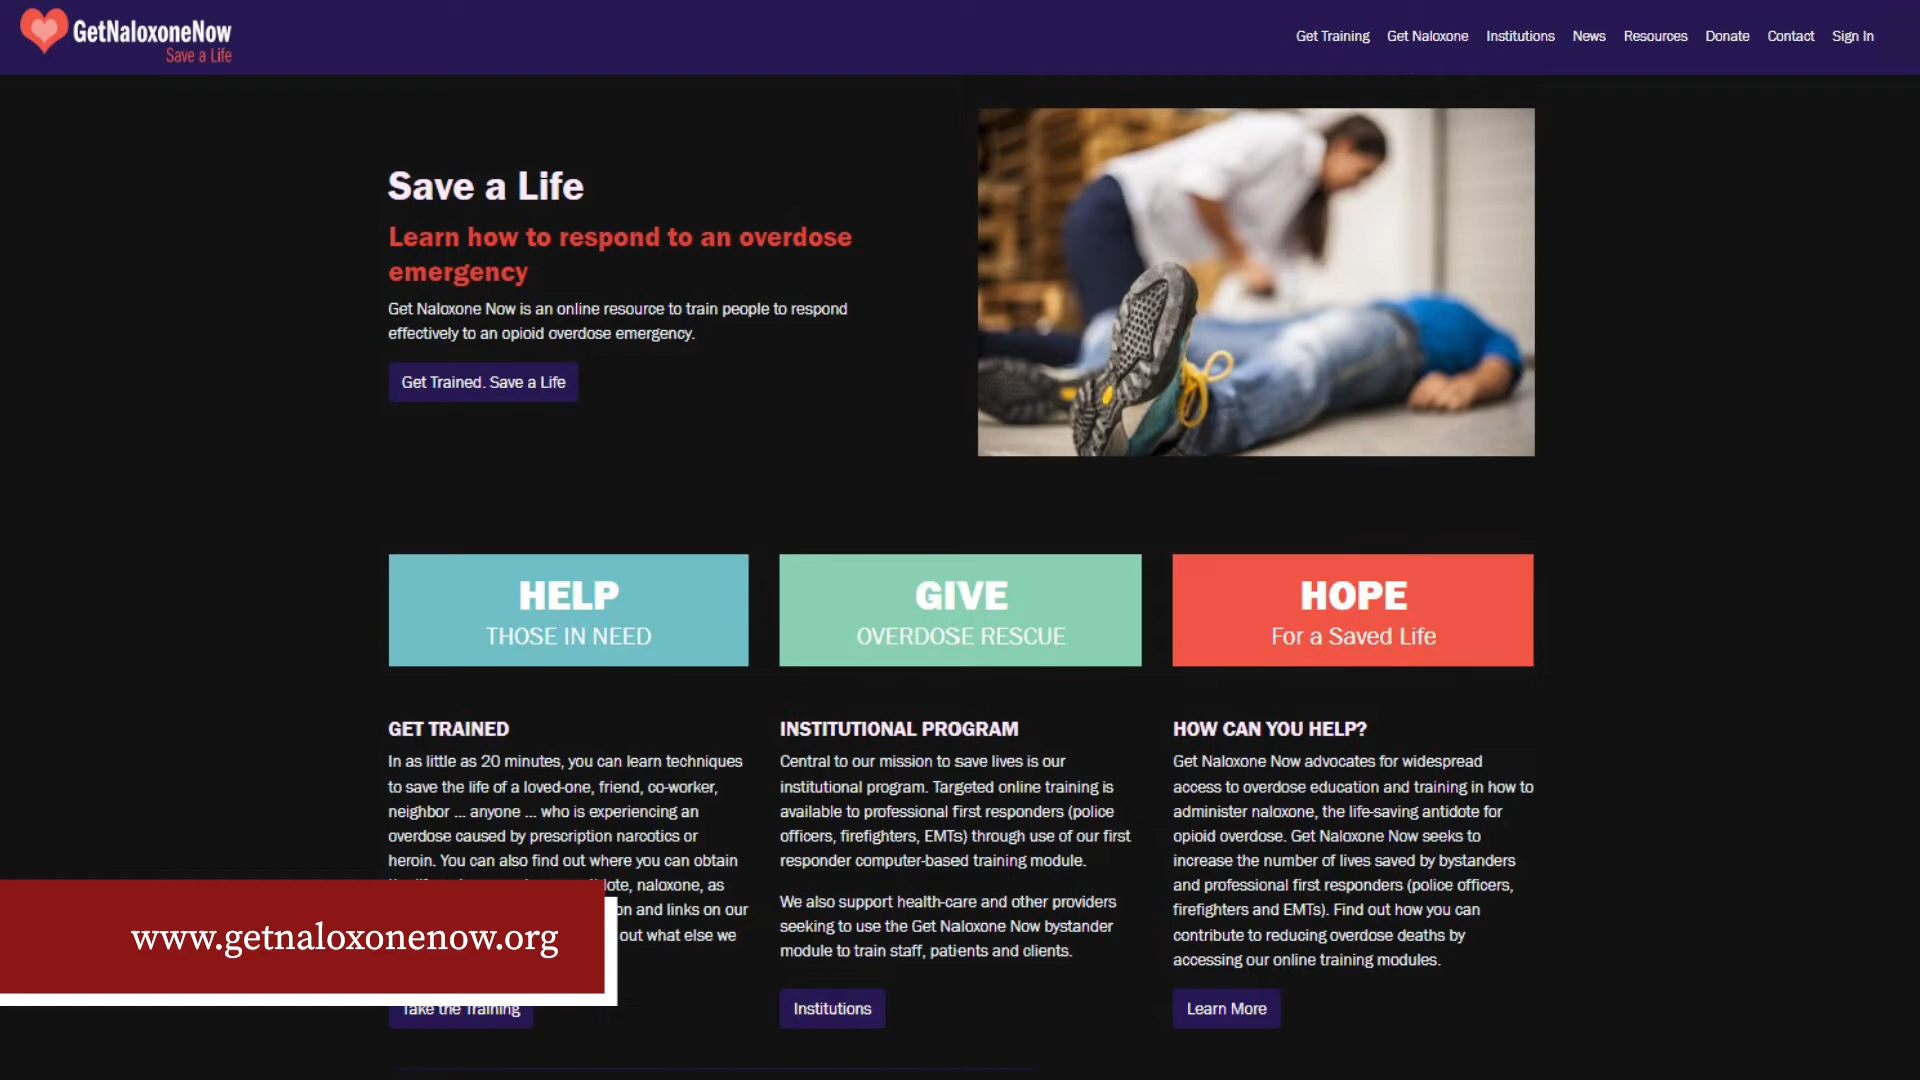 GetNaloxoneNow
Save a Life
Get Training Get Naloxone Institutions News Resources Donate Contact Sign In
Save a Life
Learn how to respond to an overdose
emergency
Get Naloxone Now is an online resource to train people to respond
effectively to an opioid overdose emergency.
Get Trained. Save a Life
HELP
THOSE IN NEED
GIVE
OVERDOSE RESCUE
HOPE
For a Saved Life
GET TRAINED
In as little as 20 minutes, you can learn techniques
to save the life of a loved-one, friend, co-worker,
neighbor ... anyone ... who is experiencing an
overdose caused by prescription narcotics or
heroin. You can also find out where you can obtain
naloxone, as
and links on our
out what else we
Take the Training
INSTITUTIONAL PROGRAM
Central to our mission to save lives is our
institutional program. Targeted online training is
available to professional first responders (police
officers, firefighters, EMTs) through use of our first
responder computer-based training module.
We also support health-care and other providers
seeking to use the Get Naloxone Now bystander
module to train staff, patients and clients.
Institutions
HOW CAN YOU HELP?
Get Naloxone Now advocates for widespread
access to overdose education and training in how to
administer naloxone, the life-saving antidote for
opioid overdose. Get Naloxone Now seeks to
increase the number of lives saved by bystanders
and professional first responders (police officers,
firefighters and EMTs). Find out how you can
contribute to reducing overdose deaths by
accessing our online training modules.
Learn More
www.getnaloxonenow.org